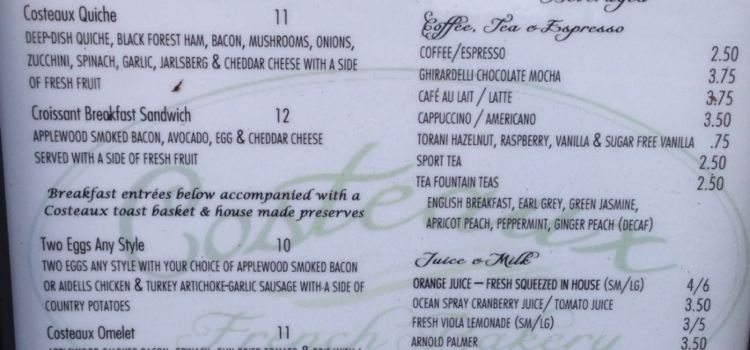 Costeaux Quiche 11
DEEP-DISH QUICHE, BLACK FOREST HAM, BACON, MUSHROOMS, ONIONS,
ZUCCHINI, SPINACH, GARLIC, JARLSBERG & CHEDDAR CHEESE WITH A SIDE
OF FRESH FRUIT
Croissant Breakfast Sandwich 12
APPLEWOOD SMOKED BACON, AVOCADO, EGG & CHEDDAR CHEESE
SERVED WITH A SIDE OF FRESH FRUIT
Breakfast entrées below accompanied with a
Costeaux toast basket & house made preserves
Two Eggs Any Style 10
TWO EGGS ANY STYLE WITH YOUR CHOICE OF APPLEWOOD SMOKED BACON
OR AIDELLS CHICKEN & TURKEY ARTICHOKE-GARLIC SAUSAGE WITH A SIDE OF
COUNTRY POTATOES
Costeaux Omelet 11
Beverages
Coffee, Tea & Espresso
COFFEE/ESPRESSO 2.50
GHIRARDELLI CHOCOLATE MOCHA 3.75
CAFÉ AU LAIT / LATTE 3.75
CAPPUCCINO / AMERICANO 3.50
TORANI HAZELNUT, RASPBERRY, VANILLA & SUGAR FREE VANILLA .75
SPORT TEA 2.50
TEA FOUNTAIN TEAS 2.50
ENGLISH BREAKFAST, EARL GREY, GREEN JASMINE,
APRICOT PEACH, PEPPERMINT, GINGER PEACH (DECAF)
Juice & Milk
ORANGE JUICE — FRESH SQUEEZED IN HOUSE (SM/LG) 4/6
OCEAN SPRAY CRANBERRY JUICE/TOMATO JUICE 3.50
FRESH VIOLA LEMONADE (SM/LG) 3/5
ARNOLD PALMER 3.50
Costeaux
French Bakery